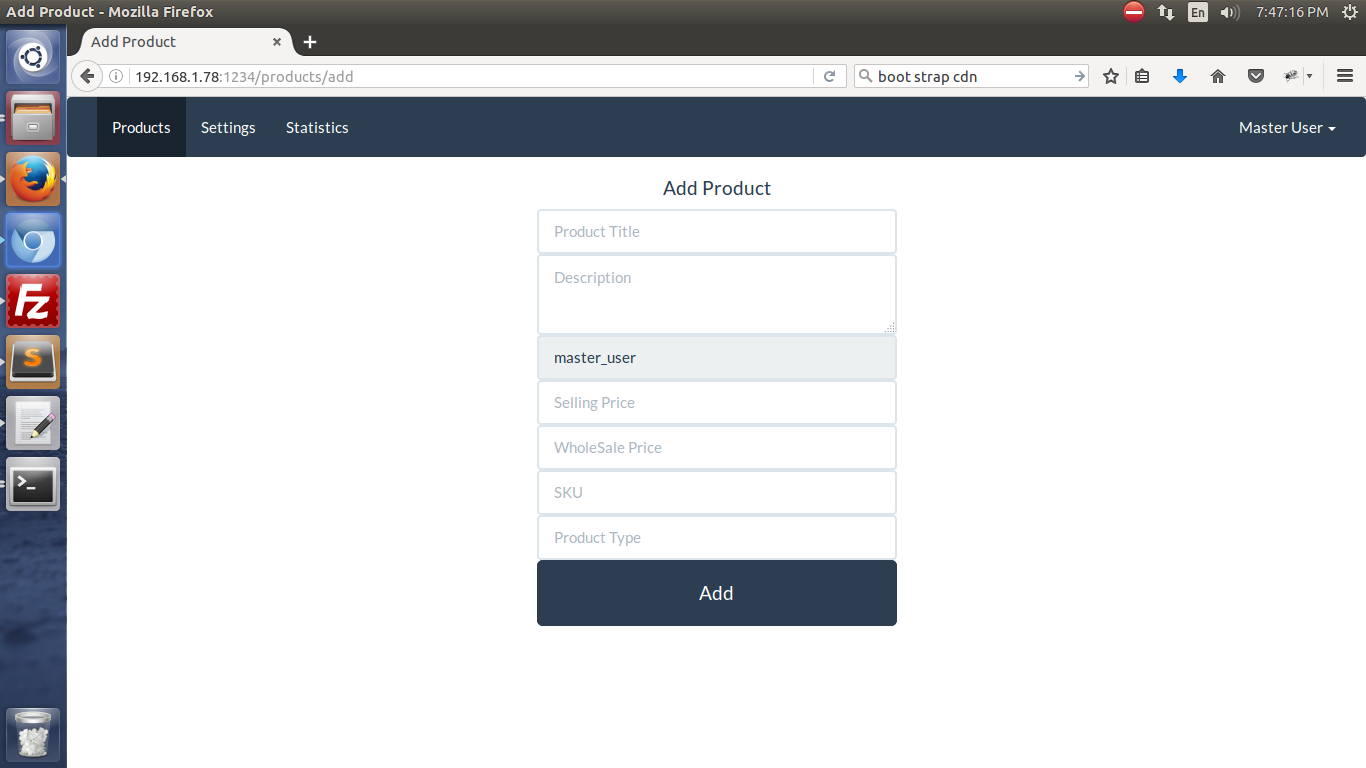 Add Product - Mozilla Firefox
En
7:47:16 PM
Add Product
192.168.1.78:1234/products/add
boot strap cdn
Products
Settings
Statistics
Master User
Add Product
Product Title
Description
master_user
Selling Price
WholeSale Price
SKU
Product Type
Add
Fz
S
>_